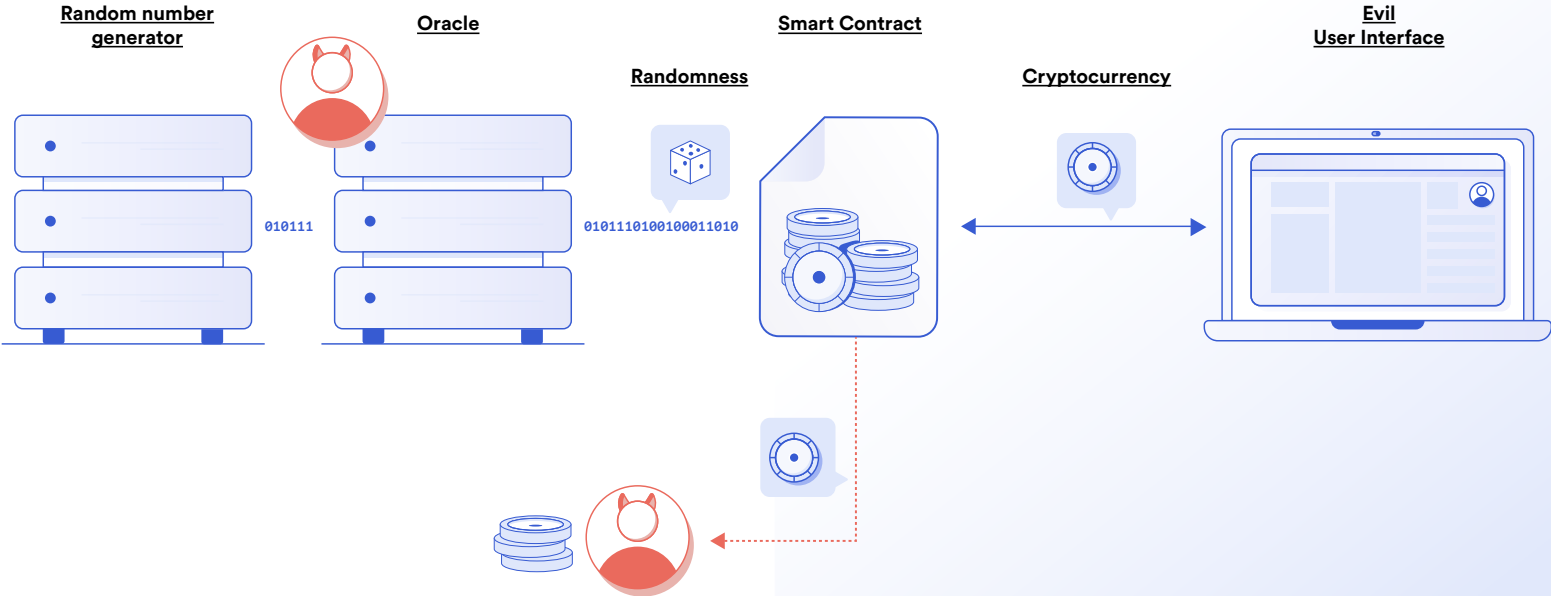 Random number
generator
Oracle
Smart Contract
Evil
User Interface
Randomness
Cryptocurrency
010111
0101110100100011010